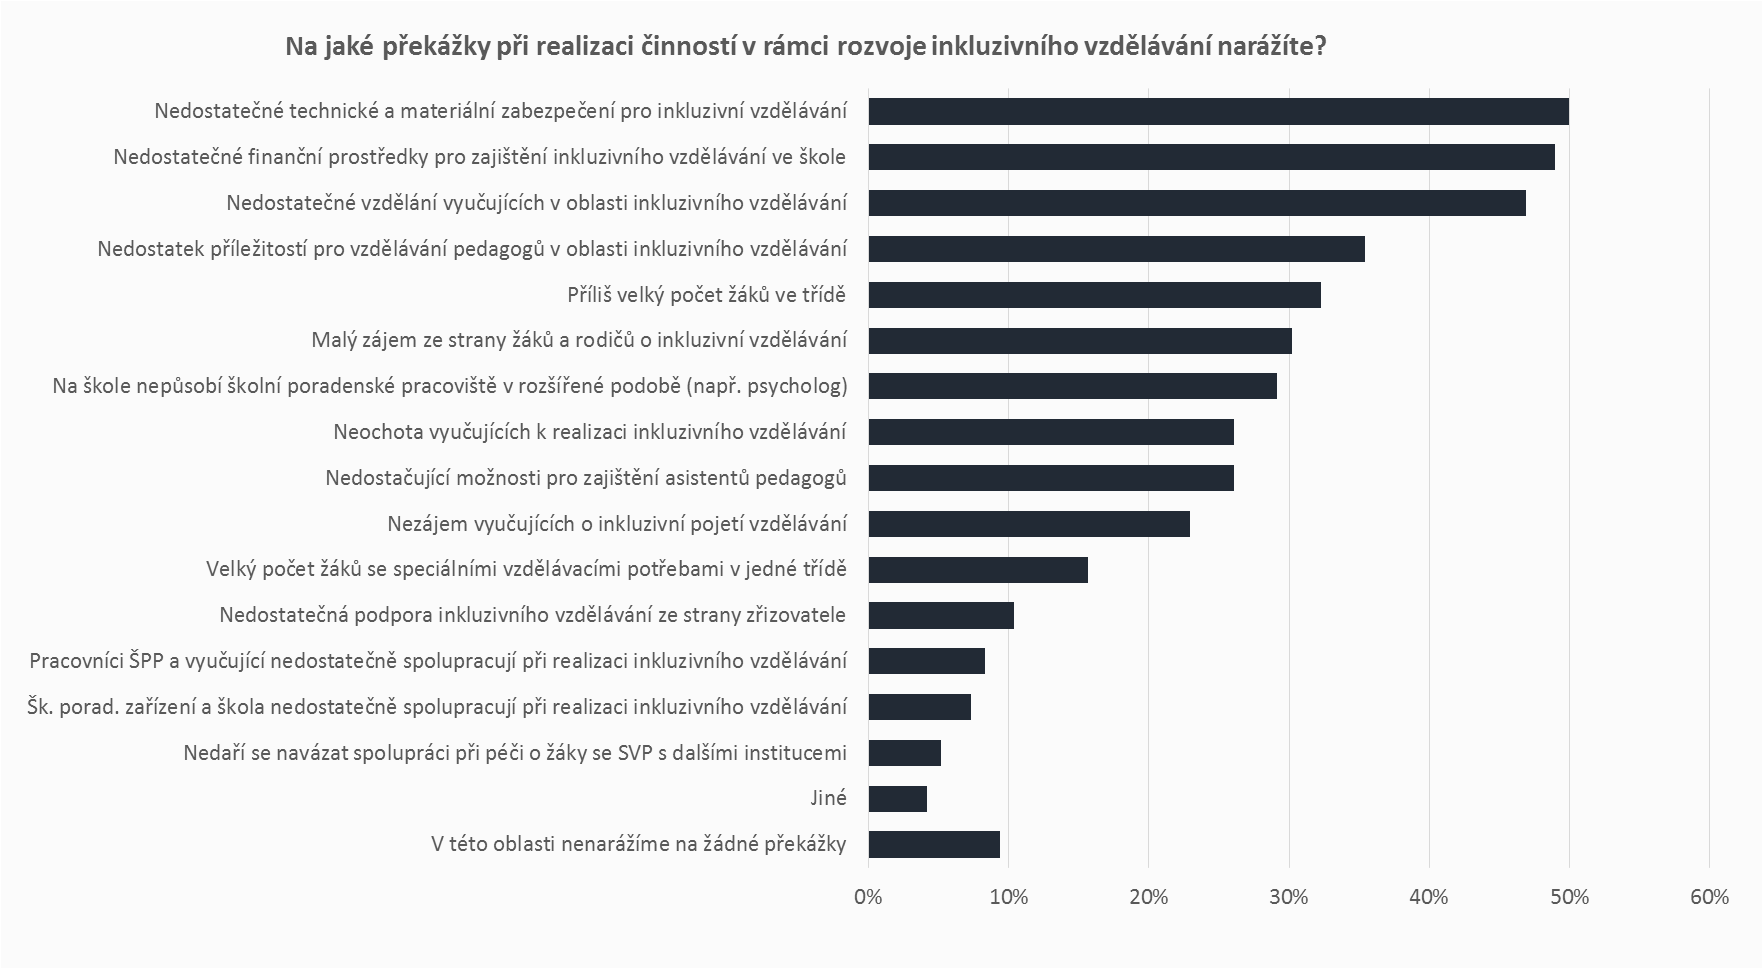 Na jaké překážky při realizaci činností v rámci rozvoje inkluzivního vzdělávání narážíte?
Nedostatečné technické a materiální zabezpečení pro inkluzivní vzdělávání
Nedostatečné finanční prostředky pro zajištění inkluzivního vzdělávání ve škole
Nedostatečné vzdělání vyučujících v oblasti inkluzivního vzdělávání
Nedostatek příležitostí pro vzdělávání pedagogů v oblasti inkluzivního vzdělávání
Příliš velký počet žáků ve třídě
Malý zájem ze strany žáků a rodičů o inkluzivní vzdělávání
Na škole nepůsobí školní poradenské pracoviště v rozšířené podobě (např. psycholog)
Neochota vyučujících k realizaci inkluzivního vzdělávání
Nedostačující možnosti pro zajištění asistentů pedagogů
Nezájem vyučujících o inkluzivní pojetí vzdělávání
Velký počet žáků se speciálními vzdělávacími potřebami v jedné třídě
Nedostatečná podpora inkluzivního vzdělávání ze strany zřizovatele
Pracovníci ŠPP a vyučující nedostatečně spolupracují při realizaci inkluzivního vzdělávání
Šk. porad. zařízení a škola nedostatečně spolupracují při realizaci inkluzivního vzdělávání
Nedaří se navázat spolupráci při péči o žáky se SVP s dalšími institucemi
Jiné
V této oblasti nenarážíme na žádné překážky
0% 10% 20% 30% 40% 50% 60%